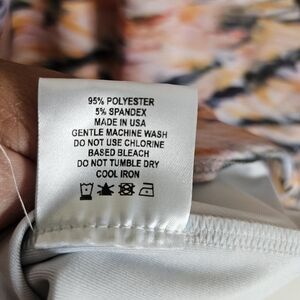 95% POLYESTER
5% SPANDEX
MADE IN USA
GENTLE MACHINE WASH
DO NOT USE CHLORINE
BASED BLEACH
DO NOT TUMBLE DRY
COOL IRON